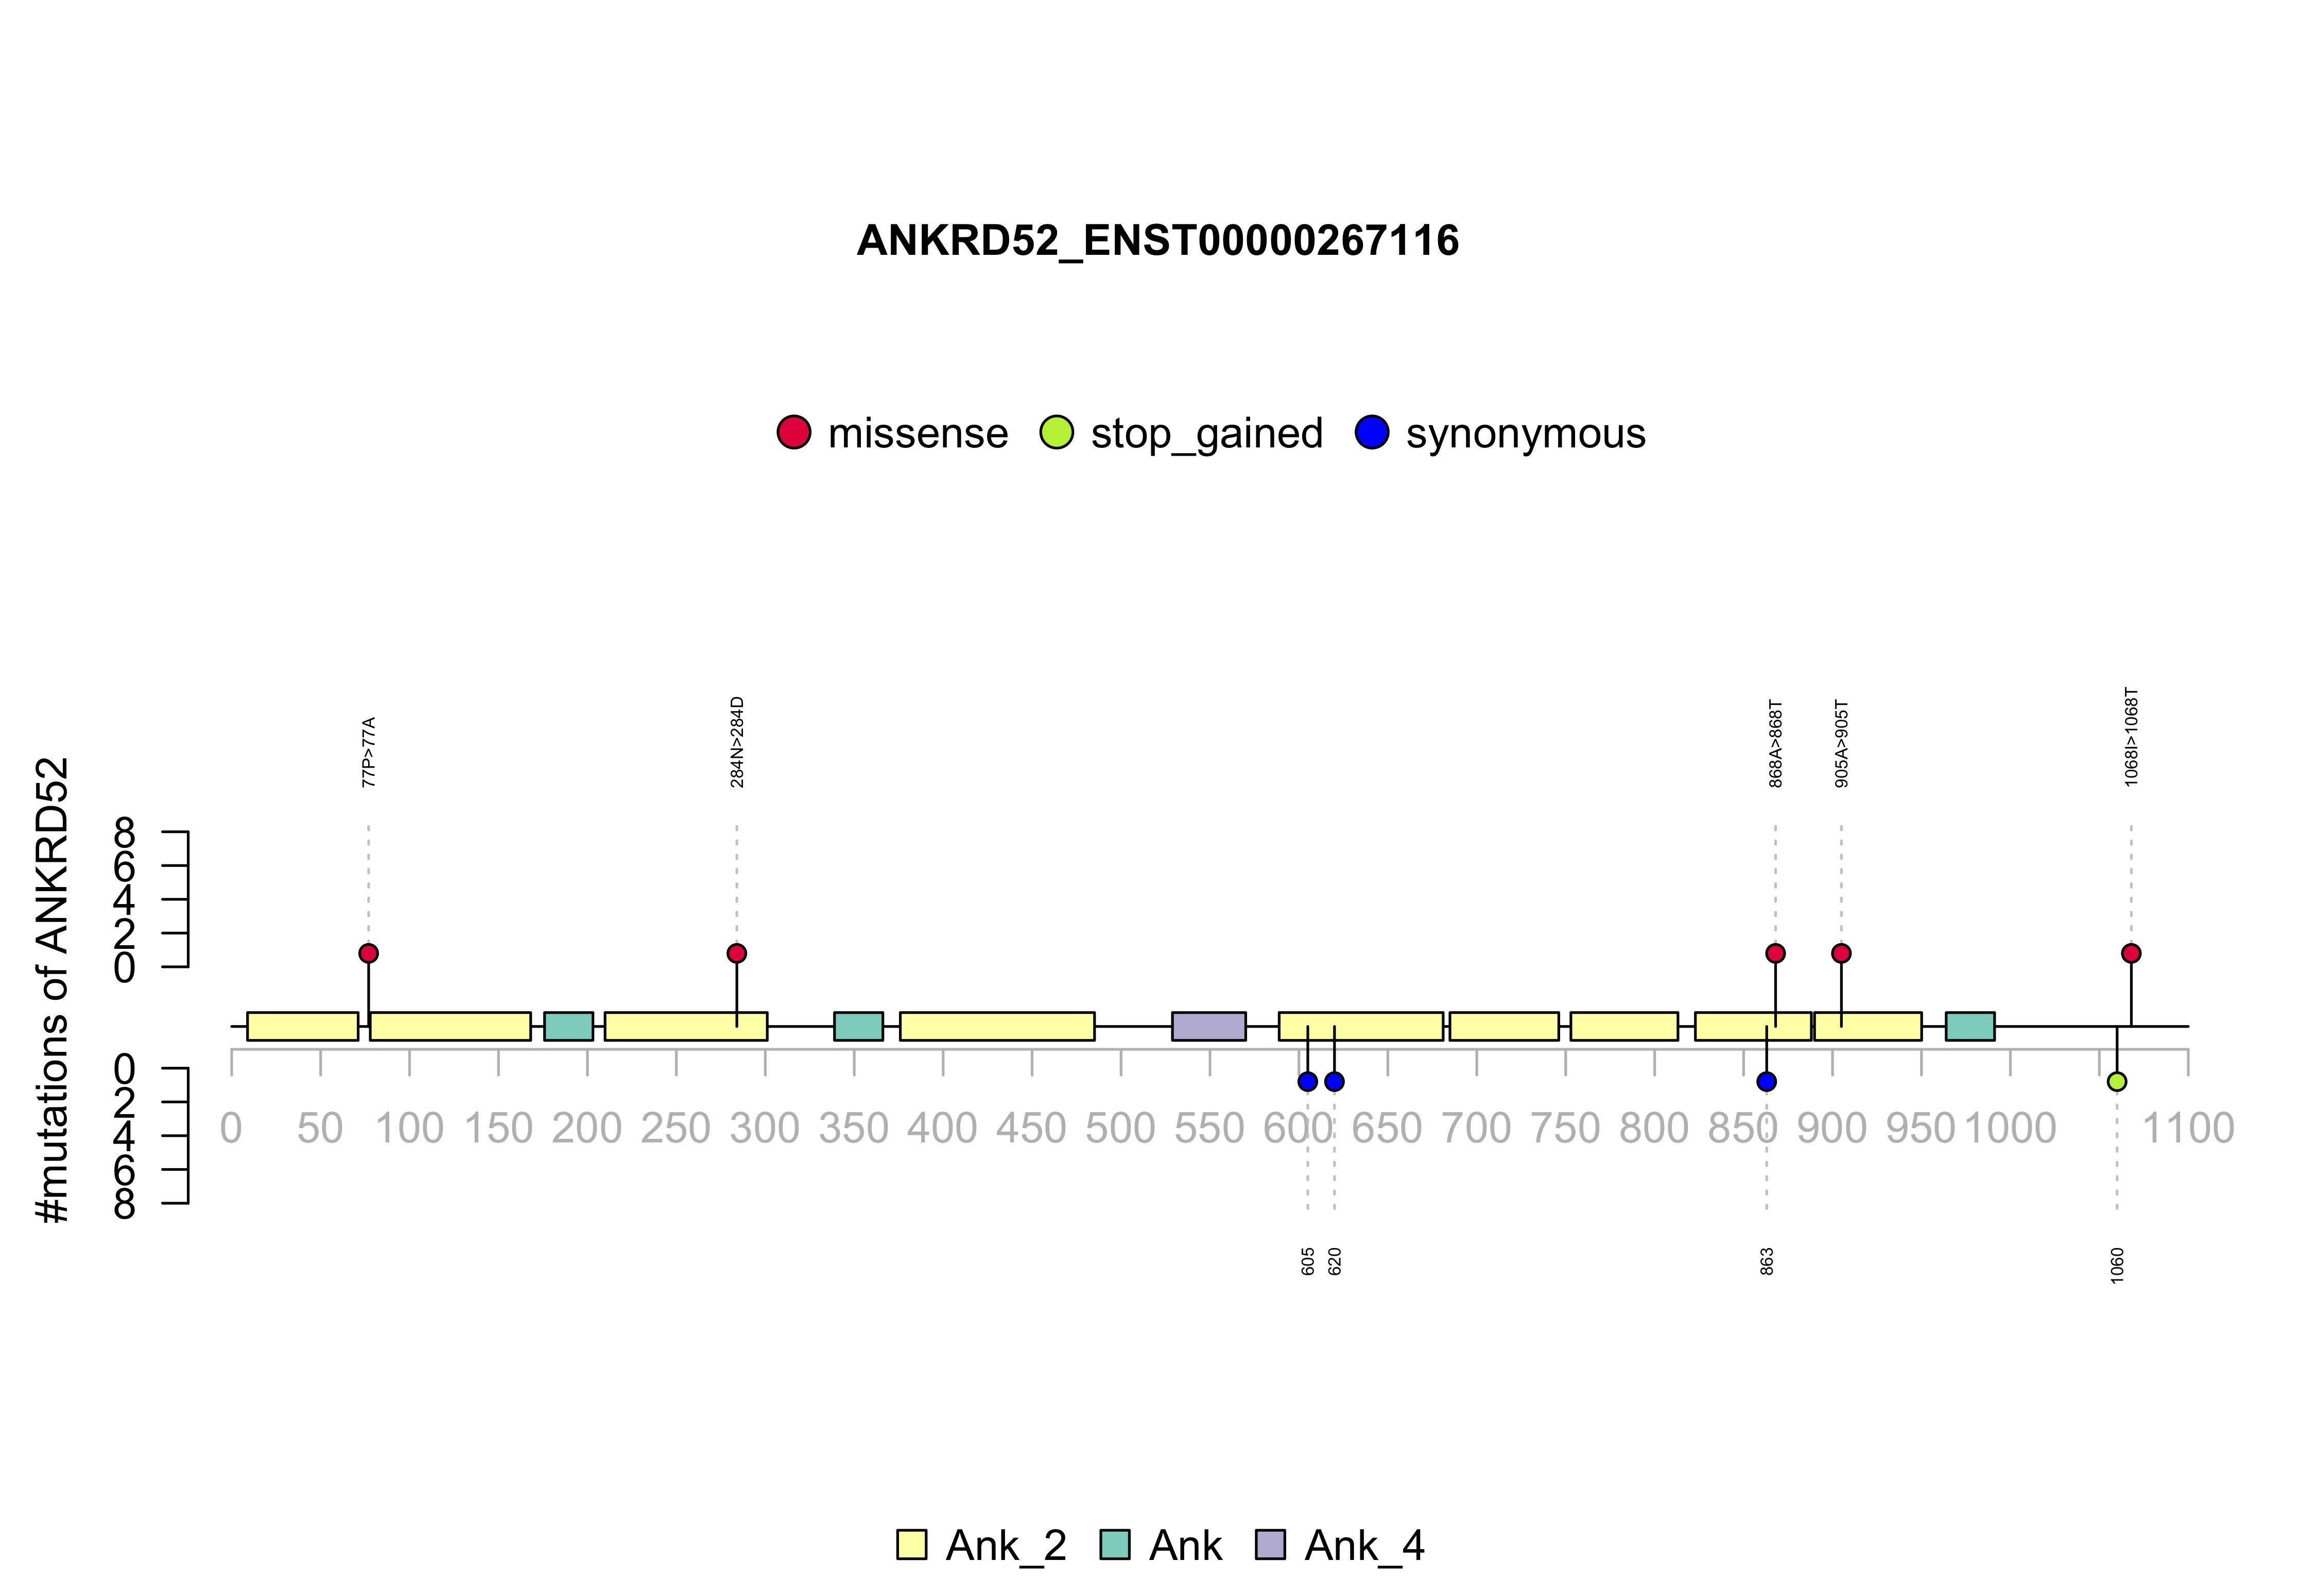 ANKRD52_ENST00000267116
missense stop_gained synonymous
77P>77A 284N>284D 868A>868T 905A>905T 1068I>1068T
#mutations of ANKRD52
8
6
4
2
0
0
2
4
6
8
0 50 100 150 200 250 300 350 400 450 500 550 600 650 700 750 800 850 900 950 1000 1100
605 620 863 1060
Ank_2 Ank Ank_4